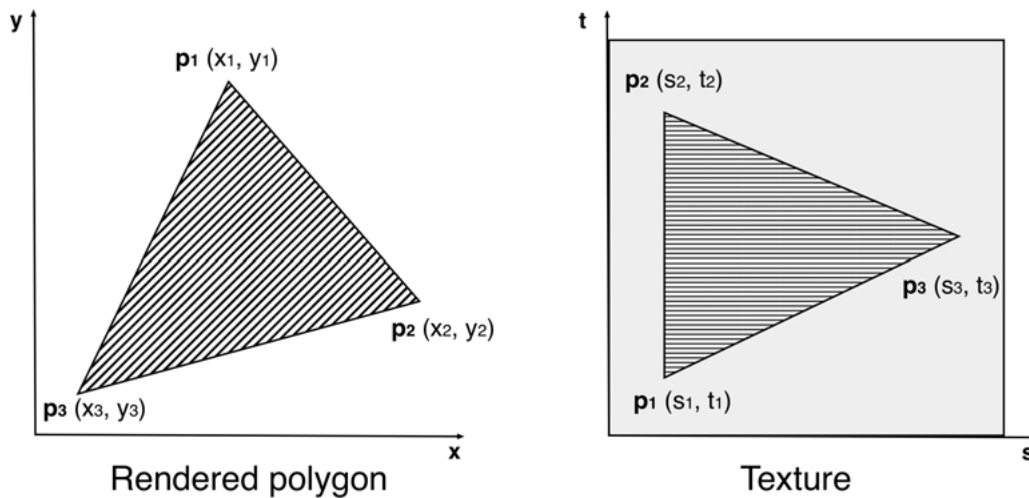 y
p1 (x1, y1)
p2 (x2, y2)
p3 (x3, y3)
x
Rendered polygon
t
p2 (s2, t2)
p3 (s3, t3)
p1 (s1, t1)
s
Texture